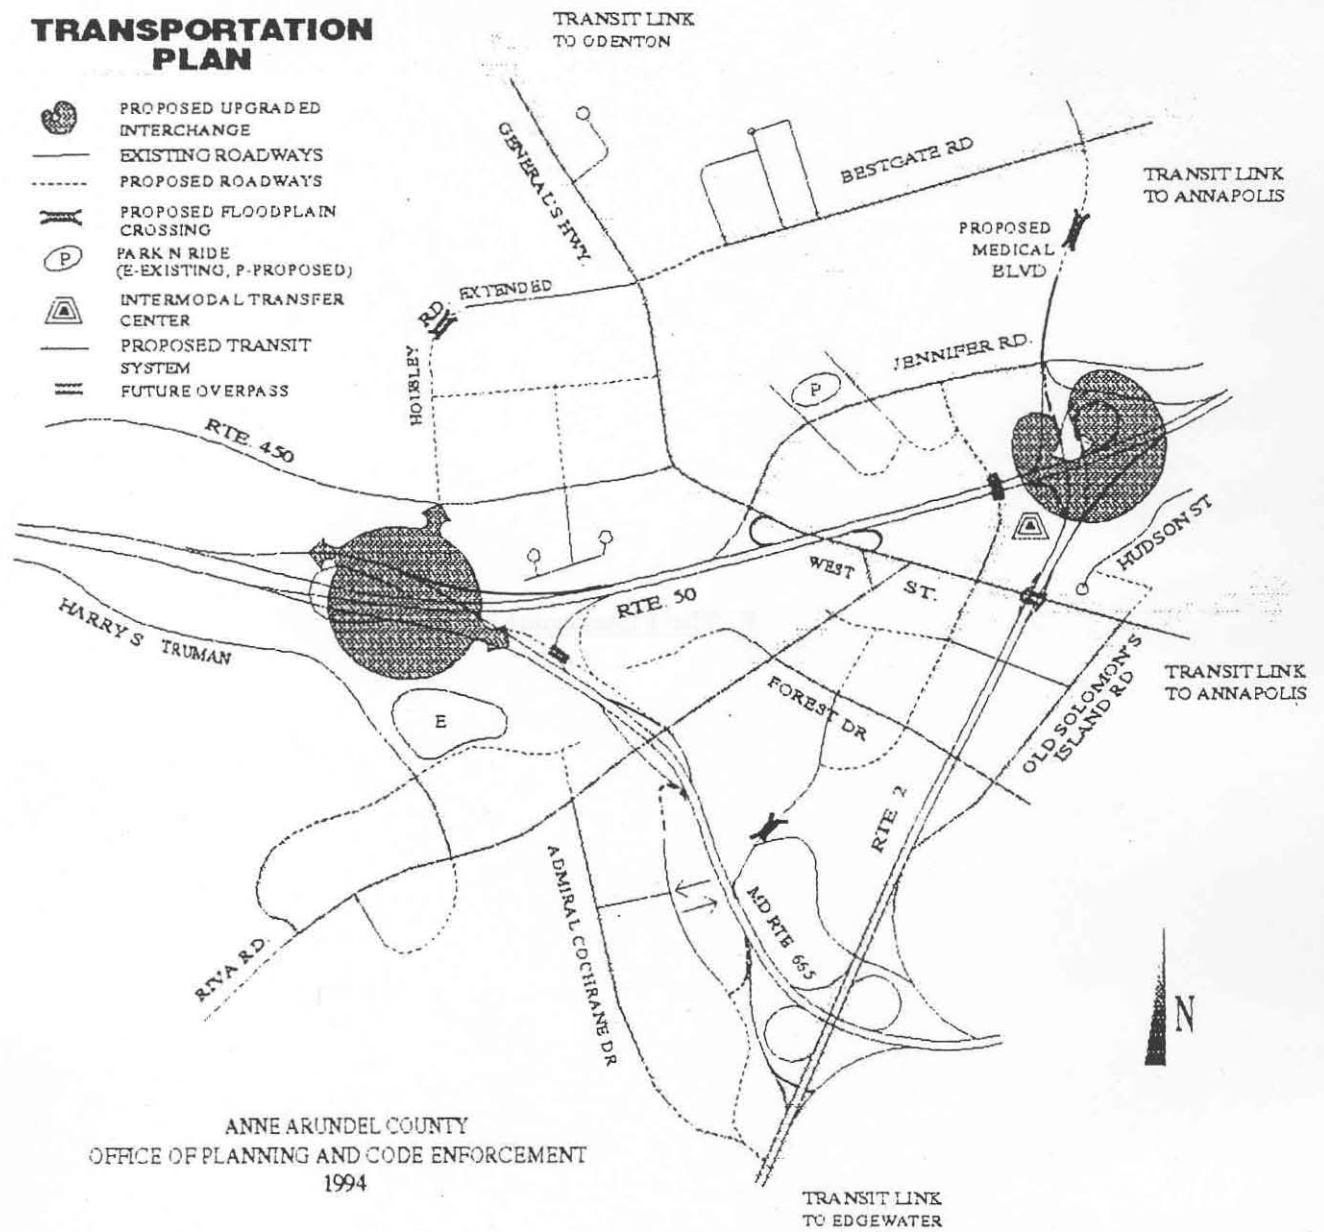 TRANSPORTATION
PLAN
PROPOSED UPGRADED
INTERCHANGE
EXISTING ROADWAYS
PROPOSED ROADWAYS
PROPOSED FLOODPLAIN
CROSSING
P
PARK N RIDE
(E-EXISTING, P-PROPOSED)
INTERMODAL TRANSFER
CENTER
PROPOSED TRANSIT
SYSTEM
FUTURE OVERPASS
TRANSIT LINK
TO ODENTON
GENERAL'S HWY.
BESTGATE RD
TRANSIT LINK
TO ANNAPOLIS
PROPOSED
MEDICAL
BLVD
HOUSLEY
RD.
EXTENDED
JENNIFER RD.
P
RTE. 450
HUDSON ST
WEST
ST.
RTE. 50
HARRY S TRUMAN
TRANSIT LINK
TO ANNAPOLIS
OLD SOLOMON'S
ISLAND RD
FOREST DR
E
RTE 2
ADMIRAL COCHRANE DR
MD RTE 665
RIVA RD.
N
ANNE ARUNDEL COUNTY
OFFICE OF PLANNING AND CODE ENFORCEMENT
1994
TRANSIT LINK
TO EDGEWATER